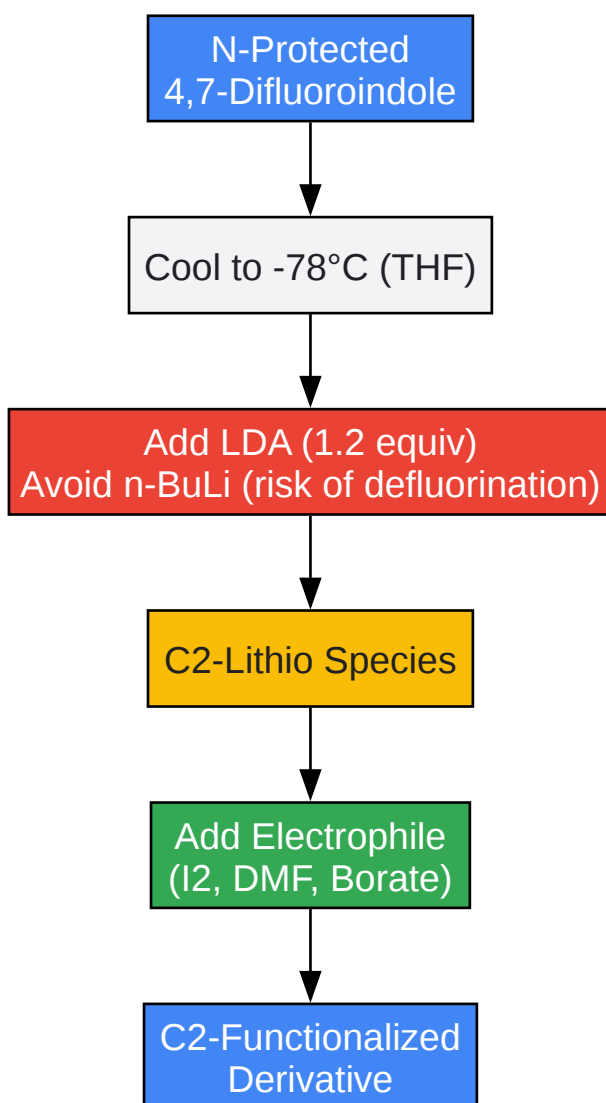 N-Protected
4,7-Difluoroindole
Cool to -78°C (THF)
Add LDA (1.2 equiv)
Avoid n-BuLi (risk of defluorination)
C2-Lithio Species
Add Electrophile
(I2, DMF, Borate)
C2-Functionalized
Derivative